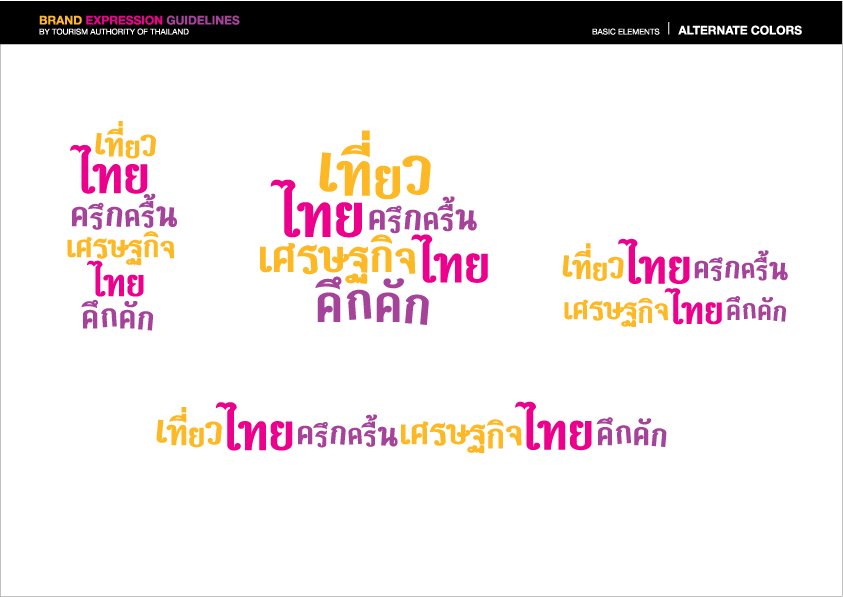 BRAND EXPRESSION GUIDELINES
BY TOURISM AUTHORITY OF THAILAND
BASIC ELEMENTS | ALTERNATE COLORS
เที่ยว
ไทย
ครึกครื้น
เศรษฐกิจ
ไทย
คึกคัก
เที่ยว
ไทย ครึกครื้น
เศรษฐกิจไทย
คึกคัก
เที่ยวไทยครึกครื้น
เศรษฐกิจไทยคึกคัก
เที่ยวไทยครึกครื้นเศรษฐกิจไทยคึกคัก